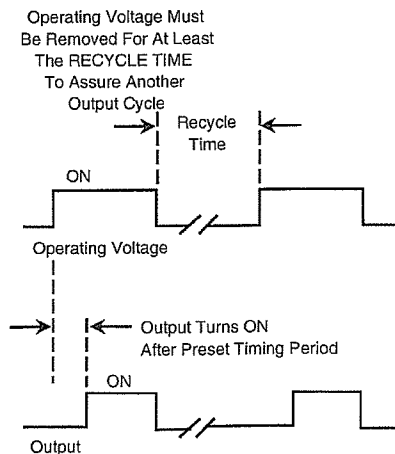 Operating Voltage Must
Be Removed For At Least
The RECYCLE TIME
To Assure Another
Output Cycle
Recycle
Time
ON
Operating Voltage
Output Turns ON
After Preset Timing Period
ON
Output